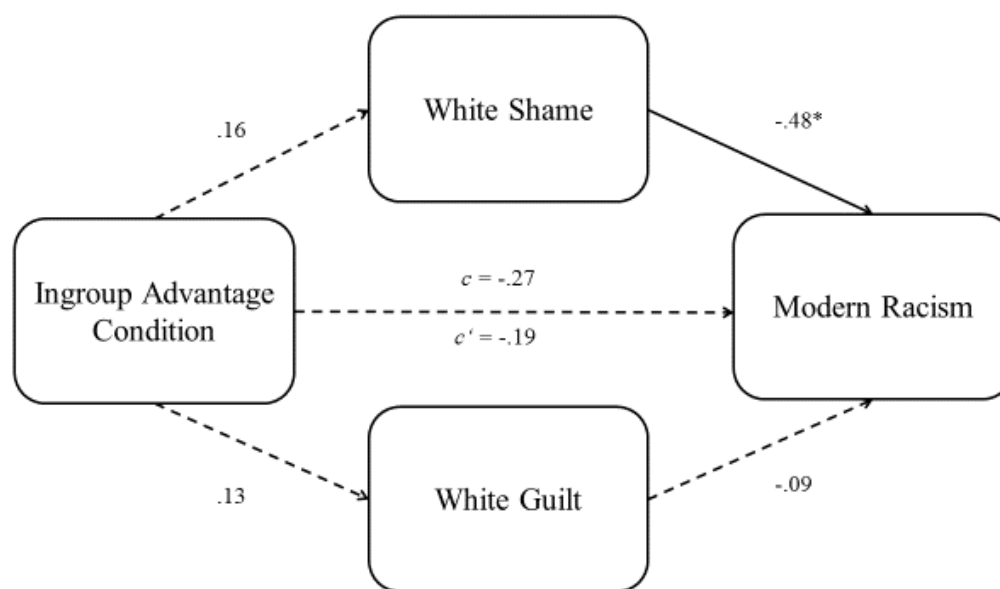 White Shame
.16
-.48*
Ingroup Advantage
Condition
c = -.27
c‘ = -.19
Modern Racism
.13
White Guilt
-.09